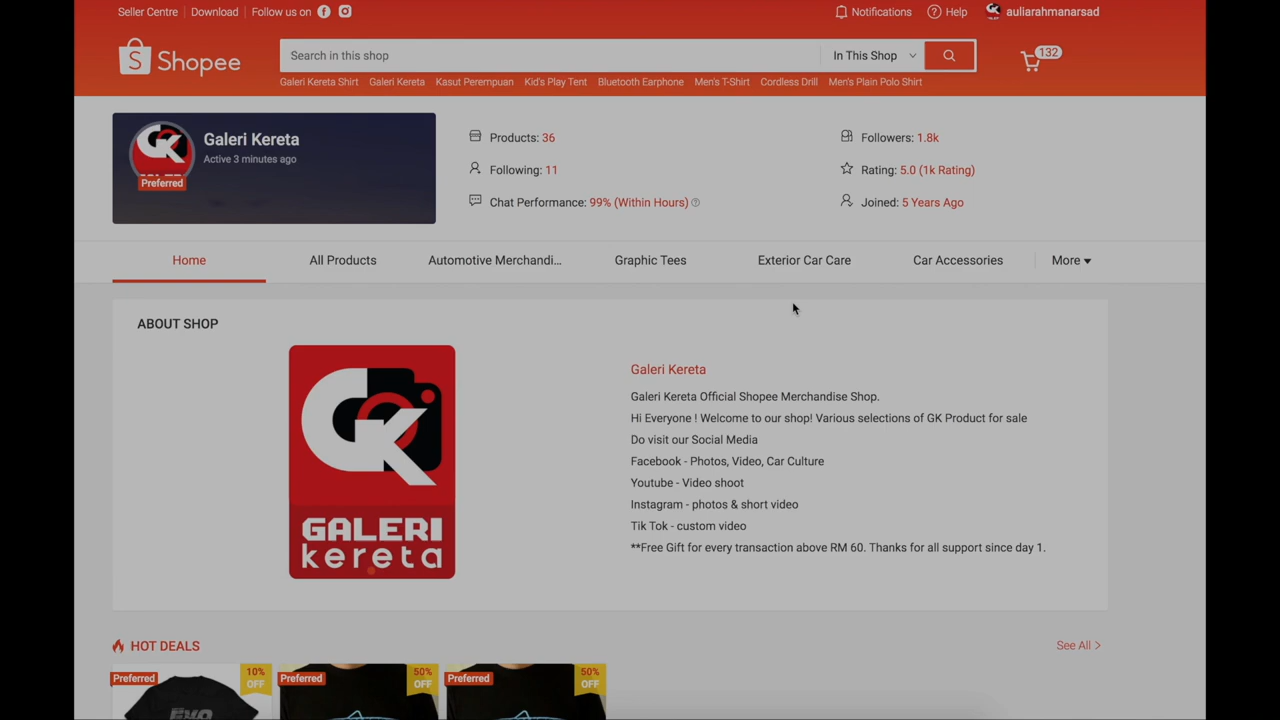 Seller Centre Download Follow us on
Notifications Help auliarahmanarsad
Shopee
Search in this shop
In This Shop
132
Galeri Kereta Shirt Galeri Kereta Kasut Perempuan Kid's Play Tent Bluetooth Earphone Men's T-Shirt Cordless Drill Men's Plain Polo Shirt
Galeri Kereta
Active 3 minutes ago
Preferred
Products: 36
Followers: 1.8k
Following: 11
Rating: 5.0 (1k Rating)
Chat Performance: 99% (Within Hours)
Joined: 5 Years Ago
Home All Products Automotive Merchandi... Graphic Tees Exterior Car Care Car Accessories More
ABOUT SHOP
GK
GALERI
kereta
Galeri Kereta
Galeri Kereta Official Shopee Merchandise Shop.
Hi Everyone ! Welcome to our shop! Various selections of GK Product for sale
Do visit our Social Media
Facebook - Photos, Video, Car Culture
Youtube - Video shoot
Instagram - photos & short video
Tik Tok - custom video
**Free Gift for every transaction above RM 60. Thanks for all support since day 1.
HOT DEALS
See All >
Preferred
10%
OFF
Preferred
50%
OFF
Preferred
50%
OFF